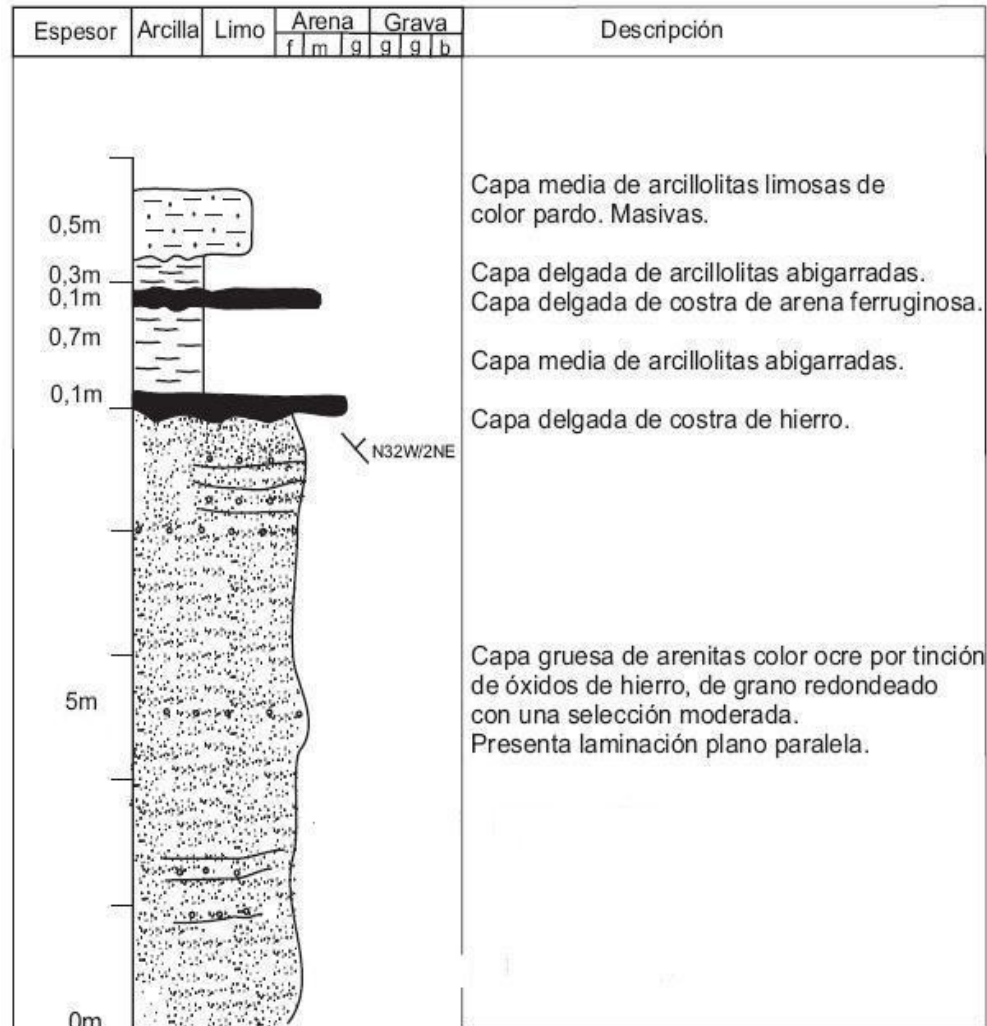 Espesor Arcilla Limo Arena Grava Descripción
f m g g g b
0,5m
Capa media de arcillolitas limosas de
color pardo. Masivas.
0,3m
Capa delgada de arcillolitas abigarradas.
0,1m
Capa delgada de costra de arena ferruginosa.
0,7m
Capa media de arcillolitas abigarradas.
0,1m
Capa delgada de costra de hierro.
N32W/2NE
5m
Capa gruesa de arenitas color ocre por tinción
de óxidos de hierro, de grano redondeado
con una selección moderada.
Presenta laminación plano paralela.
0m